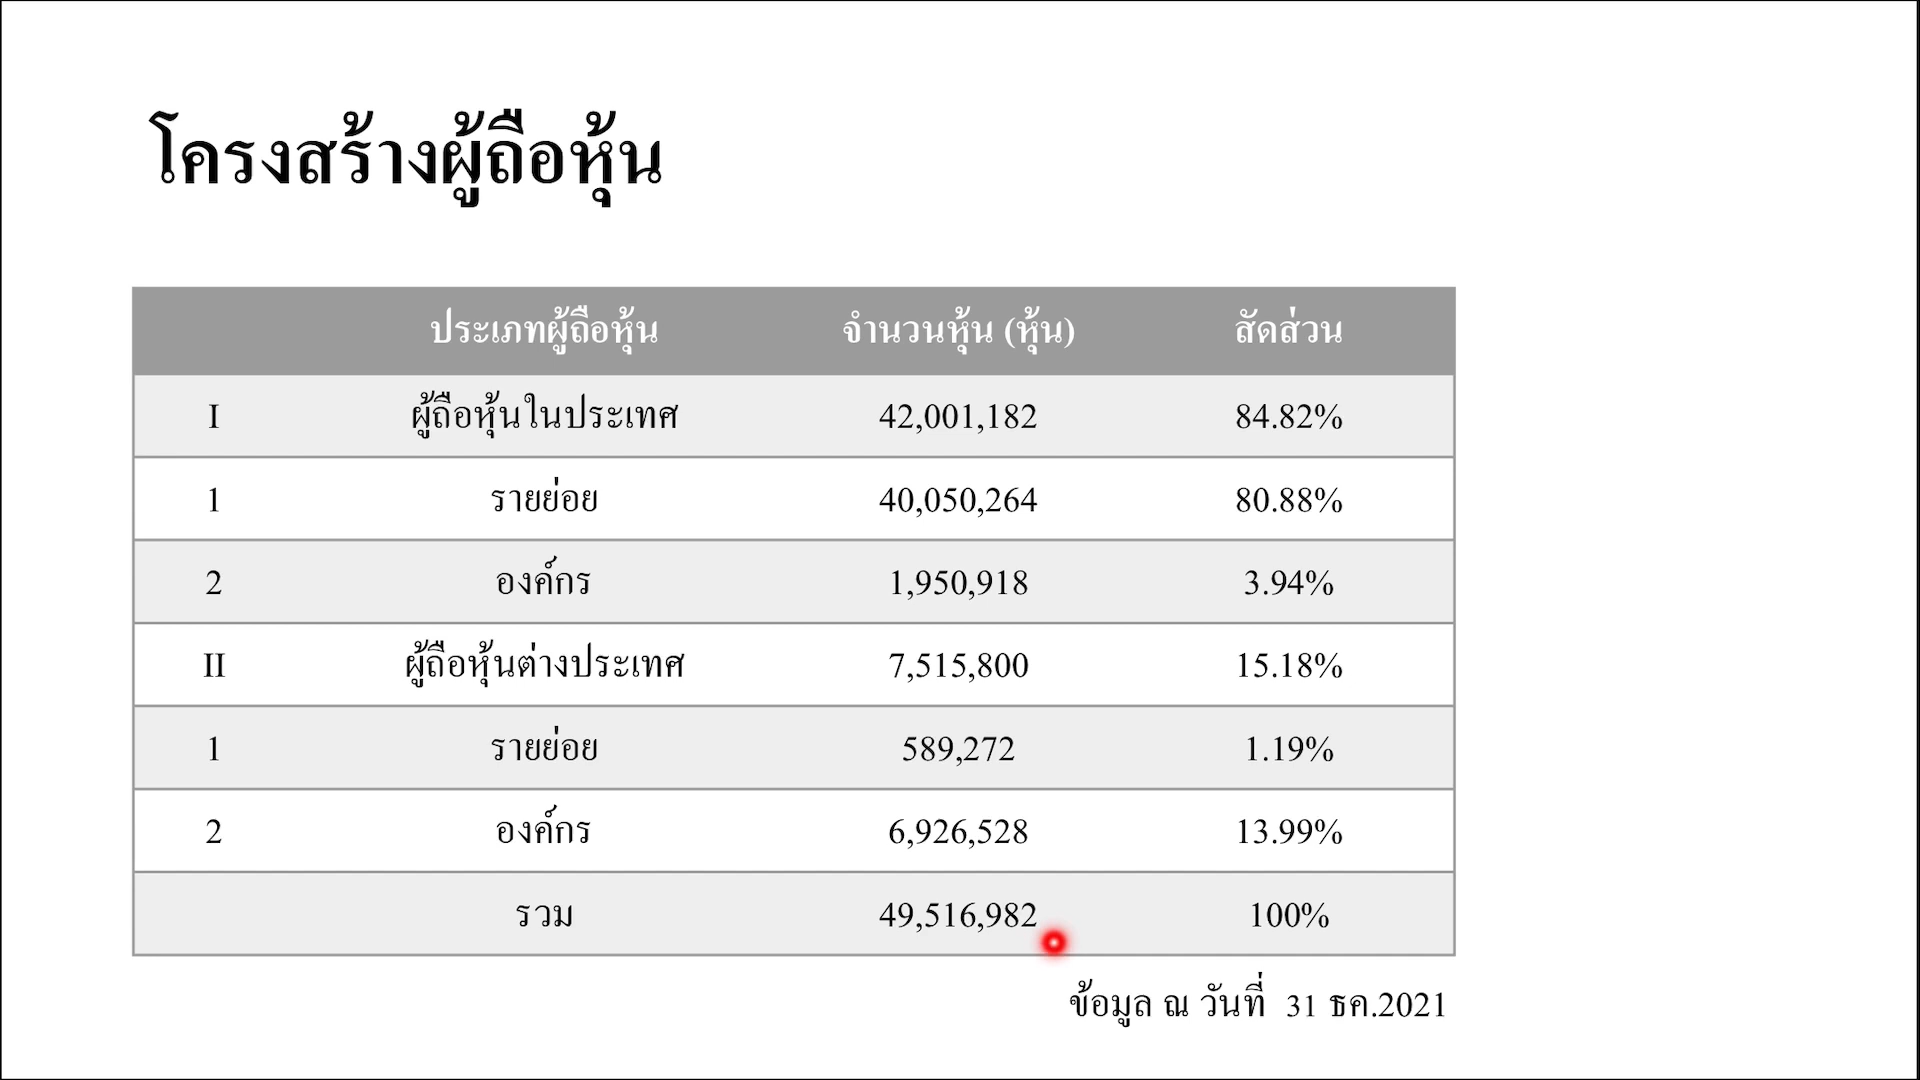 โครงสร้างผู้ถือหุ้น
ประเภทผู้ถือหุ้น จำนวนหุ้น (หุ้น) สัดส่วน
I ผู้ถือหุ้นในประเทศ 42,001,182 84.82%
1 รายย่อย 40,050,264 80.88%
2 องค์กร 1,950,918 3.94%
II ผู้ถือหุ้นต่างประเทศ 7,515,800 15.18%
1 รายย่อย 589,272 1.19%
2 องค์กร 6,926,528 13.99%
รวม 49,516,982 100%
ข้อมูล ณ วันที่ 31 ธค.2021